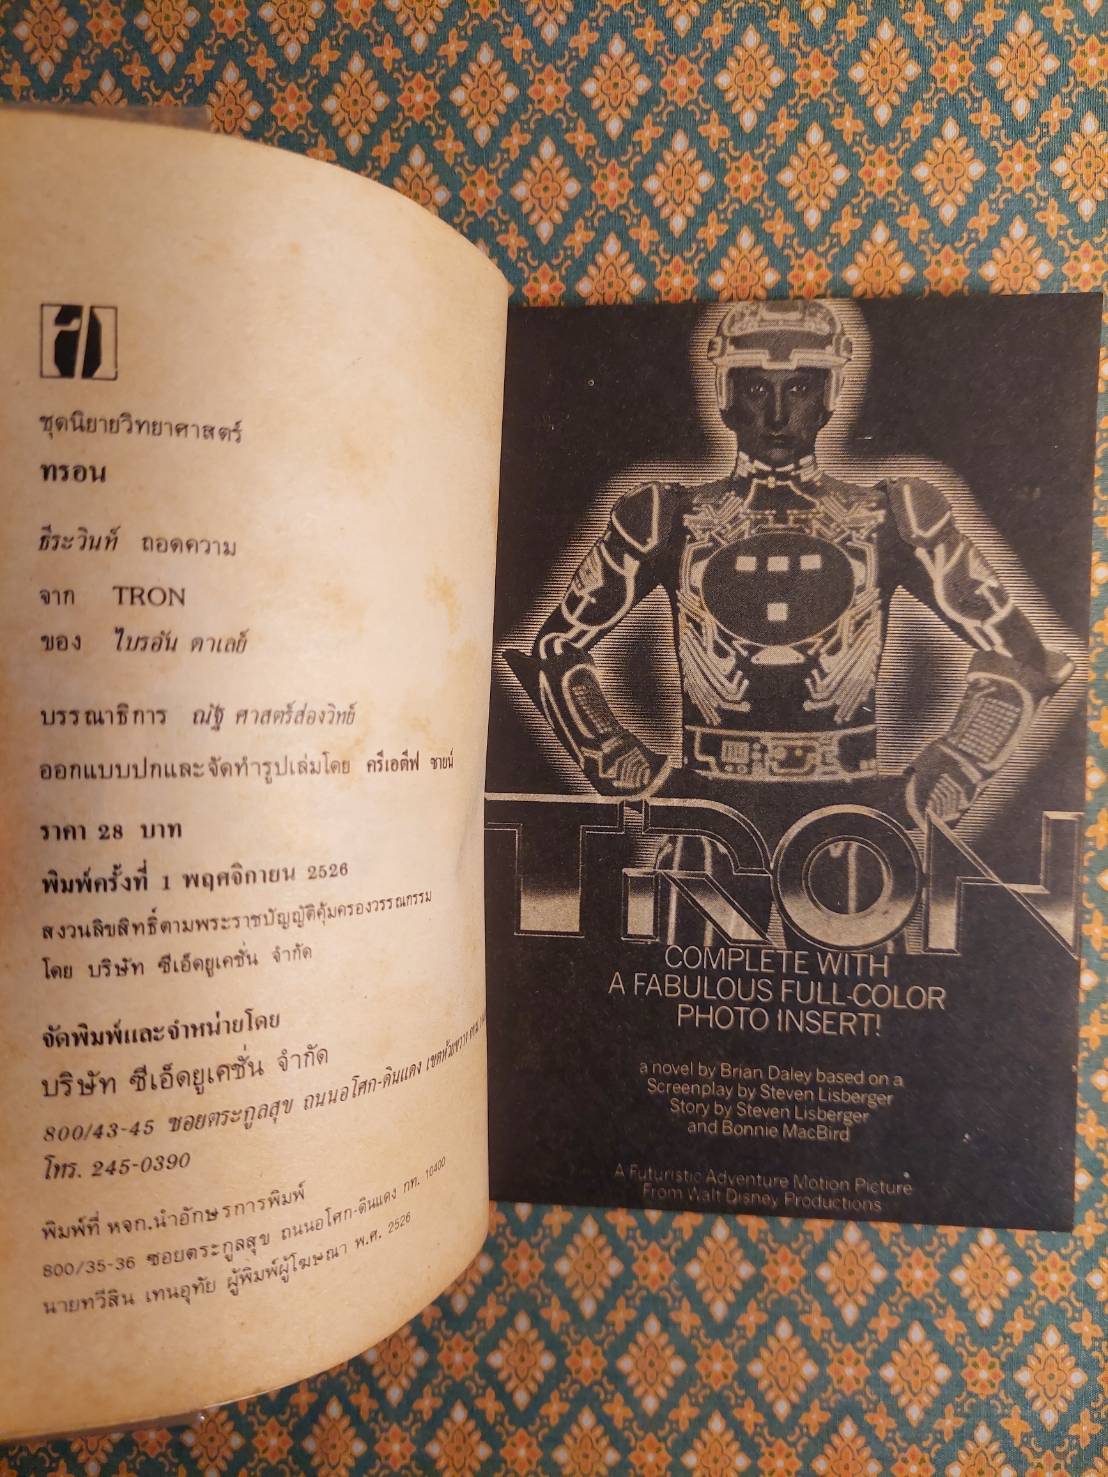 ชุดนิยายวิทยาศาสตร์
ทรอน
ธีระวินท์ ถอดความ
จาก TRON
ของ ไบรอัน ดาเลย์
บรรณาธิการ ณัฐ ศาสตร์ส่องวิทย์
ออกแบบปกและจัดทำรูปเล่มโดย ครีเอตีฟ ซายน์
ราคา 28 บาท
พิมพ์ครั้งที่ 1 พฤศจิกายน 2526
สงวนลิขสิทธิ์ตามพระราชบัญญัติคุ้มครองวรรณกรรม
โดย บริษัท ซีเอ็ดยูเคชั่น จำกัด
จัดพิมพ์และจำหน่ายโดย
บริษัท ซีเอ็ดยูเคชั่น จำกัด
800/43-45 ซอยตระกูลสุข ถนนอโศก-ดินแดง เขตห้วยขวาง
โทร. 245-0390
พิมพ์ที่ หจก.นำอักษรการพิมพ์
800/35-36 ซอยตระกูลสุข ถนนอโศก-ดินแดง กท. 10400
นายทวีสิน เทนอุทัย ผู้พิมพ์ผู้โฆษณา พ.ศ. 2526
TRON
COMPLETE WITH
A FABULOUS FULL-COLOR
PHOTO INSERT!
a novel by Brian Daley based on a
Screenplay by Steven Lisberger
Story by Steven Lisberger
and Bonnie MacBird
A Futuristic Adventure Motion Picture
From Walt Disney Productions